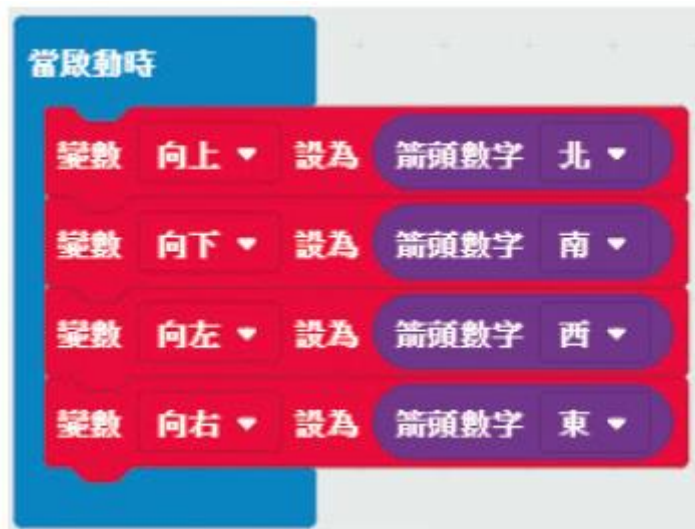 當啟動時
變數 向上 設為 箭頭數字 北
變數 向下 設為 箭頭數字 南
變數 向左 設為 箭頭數字 西
變數 向右 設為 箭頭數字 東